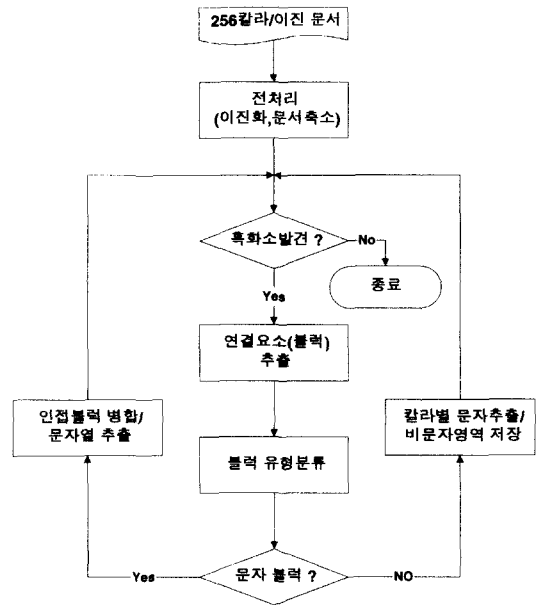 256칼라/이진 문서
전처리
(이진화,문서축소)
흑화소발견 ?
No
종료
Yes
연결요소(블럭)
추출
인접블럭 병합/
문자열 추출
칼라별 문자추출/
비문자영역 저장
블럭 유형분류
문자 블럭 ?
Yes
NO